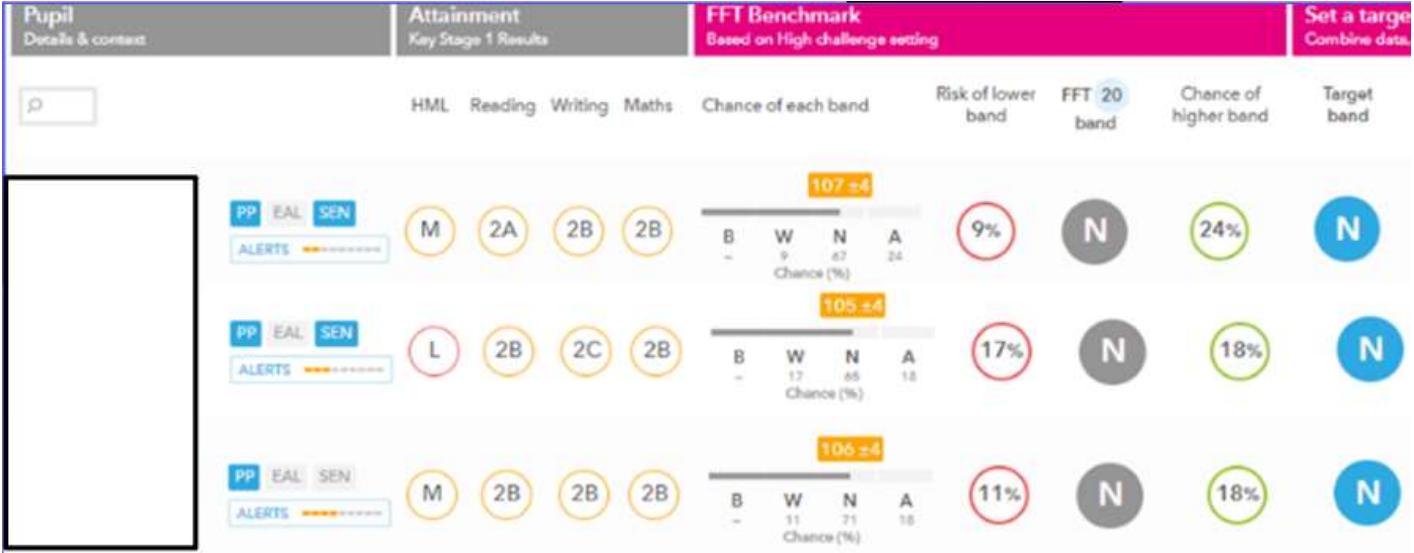 Pupil
Details & context
Attainment
Key Stage 1 Results
FFT Benchmark
Based on High challenge setting
Set a targe
Combine data,
HML Reading Writing Maths Chance of each band Risk of lower band FFT 20 band Chance of higher band Target band
107 ±4
PP EAL SEN
ALERTS
M 2A 2B 2B
B W N A
– 9 67 24
Chance (%)
9% N 24% N
105 ±4
PP EAL SEN
ALERTS
L 2B 2C 2B
B W N A
– 17 65 18
Chance (%)
17% N 18% N
106 ±4
PP EAL SEN
ALERTS
M 2B 2B 2B
B W N A
– 11 71 18
Chance (%)
11% N 18% N